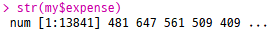 > str(my$expense)
 num [1:13841] 481 647 561 509 409 ...